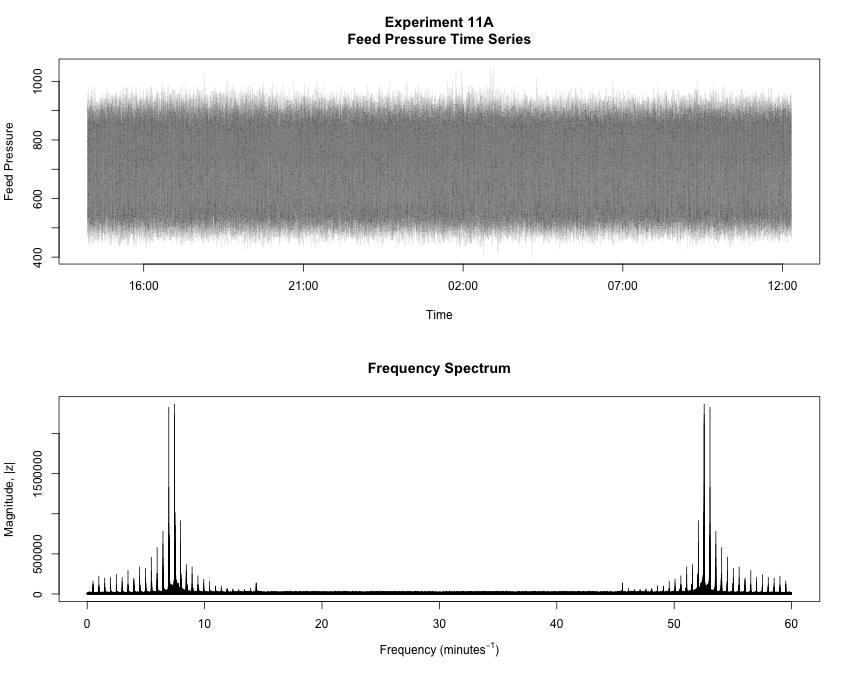 Experiment 11A
Feed Pressure Time Series
Feed Pressure
1000
800
600
400
16:00 21:00 02:00 07:00 12:00
Time
Frequency Spectrum
Magnitude, |z|
1500000
500000
0
0 10 20 30 40 50 60
Frequency (minutes⁻¹)